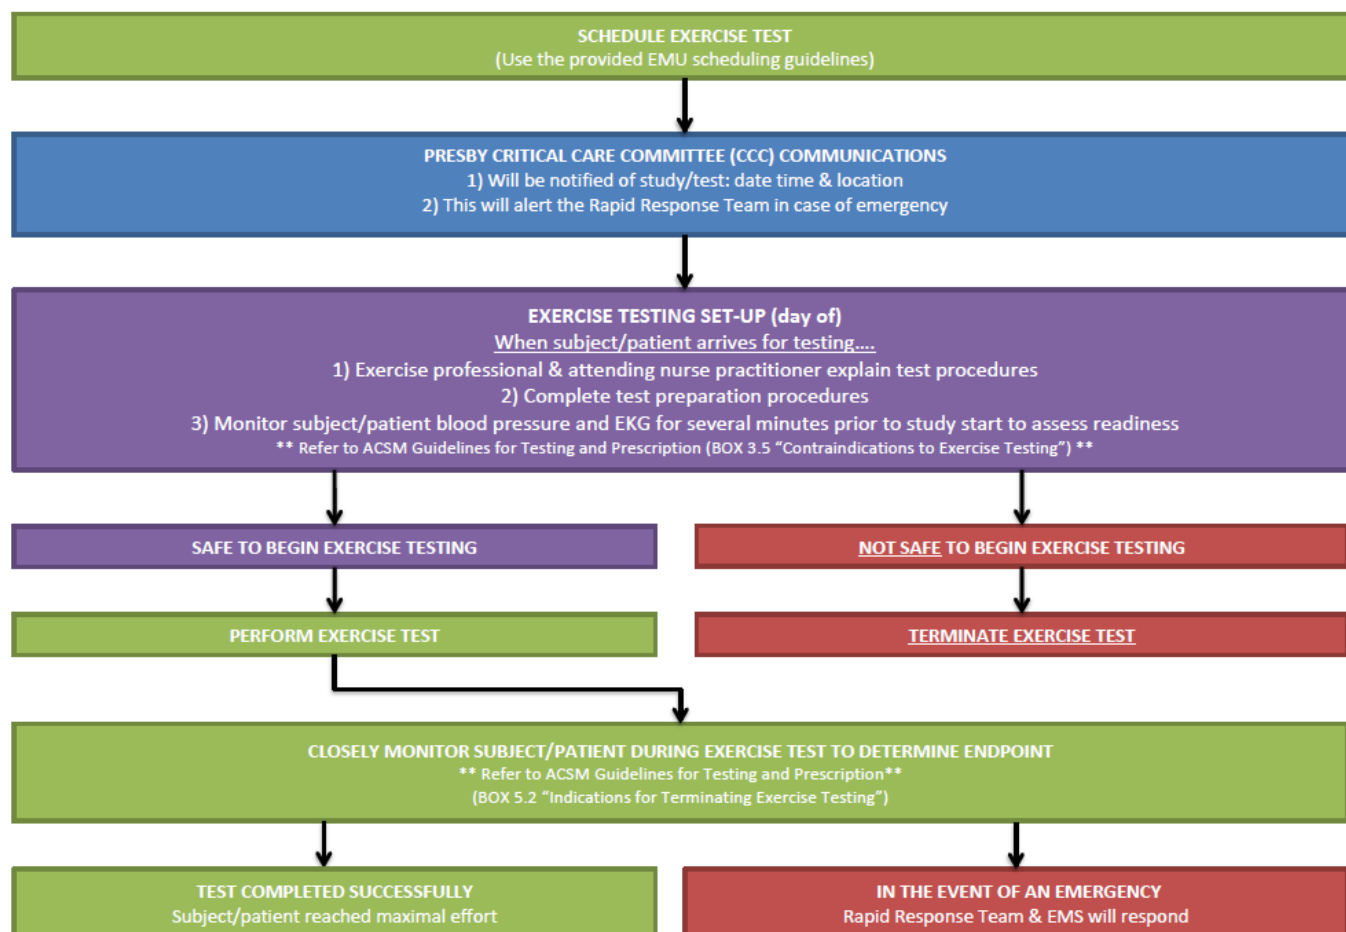 SCHEDULE EXERCISE TEST
(Use the provided EMU scheduling guidelines)
PRESBY CRITICAL CARE COMMITTEE (CCC) COMMUNICATIONS
1) Will be notified of study/test: date time & location
2) This will alert the Rapid Response Team in case of emergency
EXERCISE TESTING SET-UP (day of)
When subject/patient arrives for testing....
1) Exercise professional & attending nurse practitioner explain test procedures
2) Complete test preparation procedures
3) Monitor subject/patient blood pressure and EKG for several minutes prior to study start to assess readiness
** Refer to ACSM Guidelines for Testing and Prescription (BOX 3.5 “Contraindications to Exercise Testing”) **
SAFE TO BEGIN EXERCISE TESTING
NOT SAFE TO BEGIN EXERCISE TESTING
PERFORM EXERCISE TEST
TERMINATE EXERCISE TEST
CLOSELY MONITOR SUBJECT/PATIENT DURING EXERCISE TEST TO DETERMINE ENDPOINT
** Refer to ACSM Guidelines for Testing and Prescription**
(BOX 5.2 “Indications for Terminating Exercise Testing”)
TEST COMPLETED SUCCESSFULLY
Subject/patient reached maximal effort
IN THE EVENT OF AN EMERGENCY
Rapid Response Team & EMS will respond